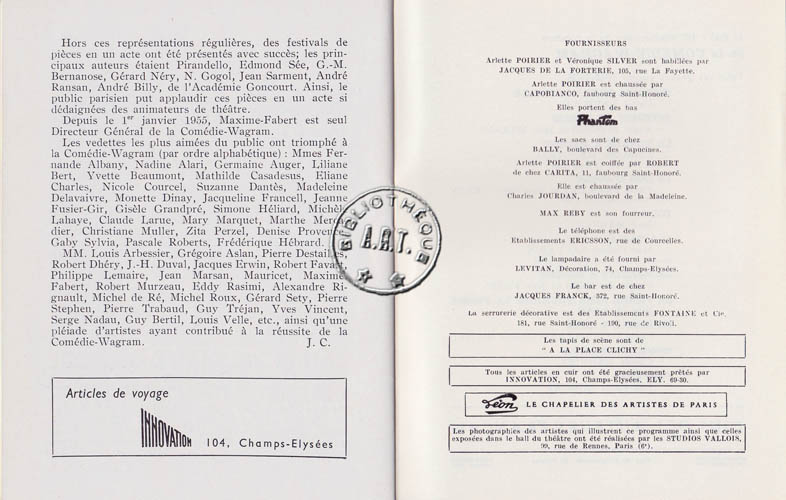 Hors ces représentations régulières, des festivals de
pièces en un acte ont été présentés avec succès; les prin-
cipaux auteurs étaient Pirandello, Edmond Sée, G.-M.
Bernanose, Gérard Néry, N. Gogol, Jean Sarment, André
Ransan, André Billy, de l'Académie Goncourt. Ainsi, le
public parisien put applaudir ces pièces en un acte si
dédaignées des animateurs de théâtre.
Depuis le 1er janvier 1955, Maxime-Fabert est seul
Directeur Général de la Comédie-Wagram.
Les vedettes les plus aimées du public ont triomphé à
la Comédie-Wagram (par ordre alphabétique) : Mmes Fer-
nande Albany, Nadine Alari, Germaine Auger, Liliane
Bert, Yvette Beaumont, Mathilde Casadesus, Eliane
Charles, Nicole Courcel, Suzanne Dantès, Madeleine
Delavaivre, Monette Dinay, Jacqueline Francell, Jeanne
Fusier-Gir, Gisèle Grandpré, Simone Héliard, Michèle
Lahaye, Claude Larue, Mary Marquet, Marthe Merca-
dier, Christiane Muller, Zita Perzel, Denise Provence,
Gaby Sylvia, Pascale Roberts, Frédérique Hébrard.
MM. Louis Arbessier, Grégoire Aslan, Pierre Destailles,
Robert Dhéry, J.-H. Duval, Jacques Erwin, Robert Favart,
Philippe Lemaire, Jean Marsan, Mauricet, Maxime-
Fabert, Robert Murzeau, Eddy Rasimi, Alexandre Ri-
gnault, Michel de Ré, Michel Roux, Gérard Sety, Pierre
Stephen, Pierre Trabaud, Guy Tréjan, Yves Vincent,
Serge Nadau, Guy Bertil, Louis Velle, etc., ainsi qu'une
pléiade d'artistes ayant contribué à la réussite de la
Comédie-Wagram. J. C.
Articles de voyage
INNOVATION 104, Champs-Elysées
BIBLIOTHÈQUE
A.R.T.
FOURNISSEURS
Arlette POIRIER et Véronique SILVER sont habillées par
JACQUES DE LA FORTERIE, 105, rue La Fayette.
Arlette POIRIER est chaussée par
CAPOBIANCO, faubourg Saint-Honoré.
Elles portent des bas
Phantom
Les sacs sont de chez
BALLY, boulevard des Capucines.
Arlette POIRIER est coiffée par ROBERT
de chez CARITA, 11, faubourg Saint-Honoré.
Elle est chaussée par
Charles JOURDAN, boulevard de la Madeleine.
MAX REBY est son fourreur.
Le téléphone est des
Etablissements ERICSSON, rue de Courcelles.
Le lampadaire a été fourni par
LEVITAN, Décoration, 74, Champs-Elysées.
Le bar est de chez
JACQUES FRANCK, 372, rue Saint-Honoré.
La serrurerie décorative est des Etablissements FONTAINE et Cie.
181, rue Saint-Honoré - 190, rue de Rivoli.
Les tapis de scène sont de
" A LA PLACE CLICHY "
Tous les articles en cuir ont été gracieusement prêtés par
INNOVATION, 104, Champs-Elysées, ELY. 69-30.
Léon LE CHAPELIER DES ARTISTES DE PARIS
Les photographies des artistes qui illustrent ce programme ainsi que celles
exposées dans le hall du théâtre ont été réalisées par les STUDIOS VALLOIS,
99, rue de Rennes, Paris (6e).